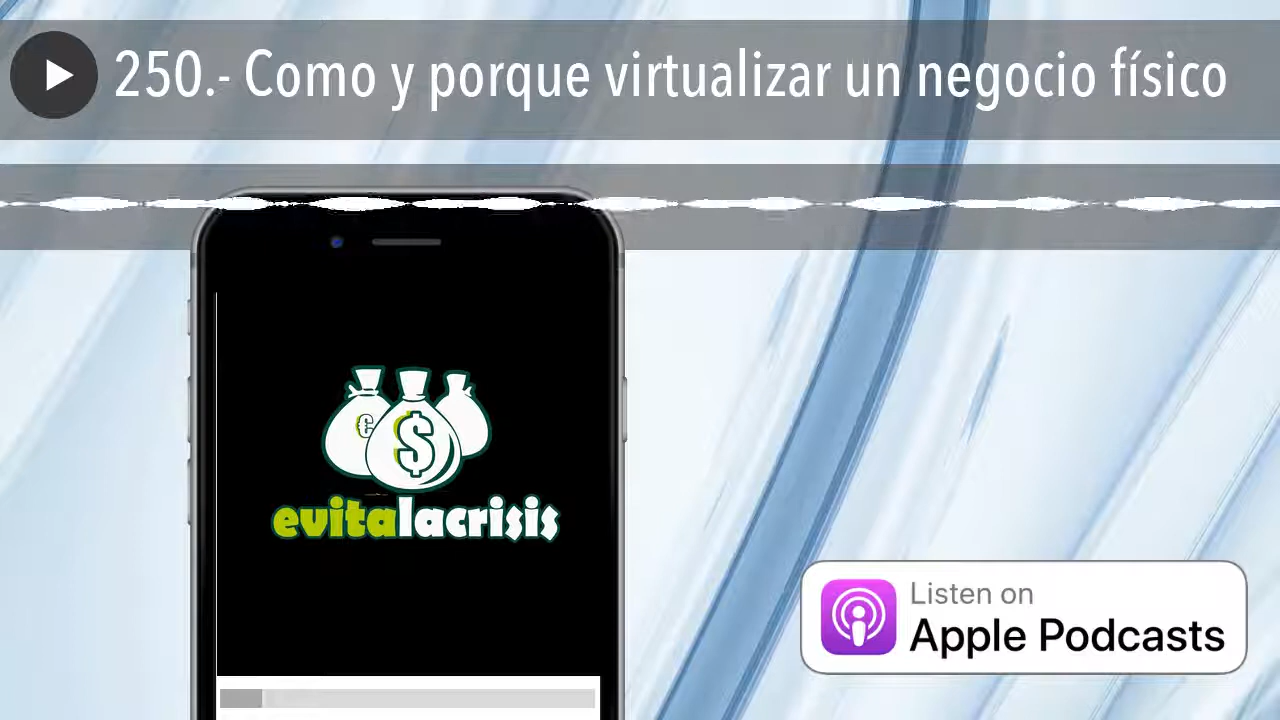 250.- Como y porque virtualizar un negocio físico
€
$
evitalacrisis
Listen on
Apple Podcasts